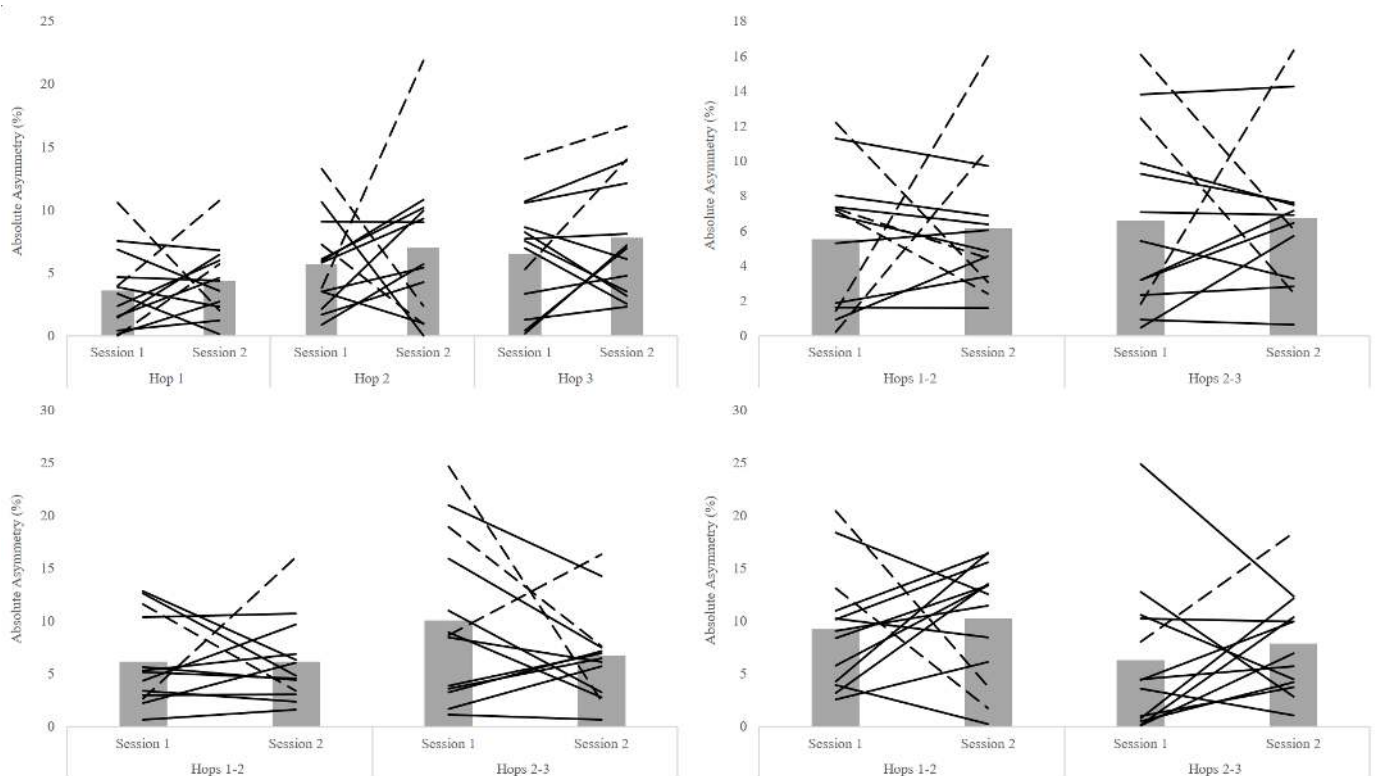 25
20
15
10
5
0
Absolute Asymmetry (%)
Session 1 Session 2 Session 1 Session 2 Session 1 Session 2
Hop 1 Hop 2 Hop 3
18
16
14
12
10
8
6
4
2
0
Absolute Asymmetry (%)
Session 1 Session 2 Session 1 Session 2
Hops 1-2 Hops 2-3
30
25
20
15
10
5
0
Absolute Asymmetry (%)
Session 1 Session 2 Session 1 Session 2
Hops 1-2 Hops 2-3
30
25
20
15
10
5
0
Absolute Asymmetry (%)
Session 1 Session 2 Session 1 Session 2
Hops 1-2 Hops 2-3